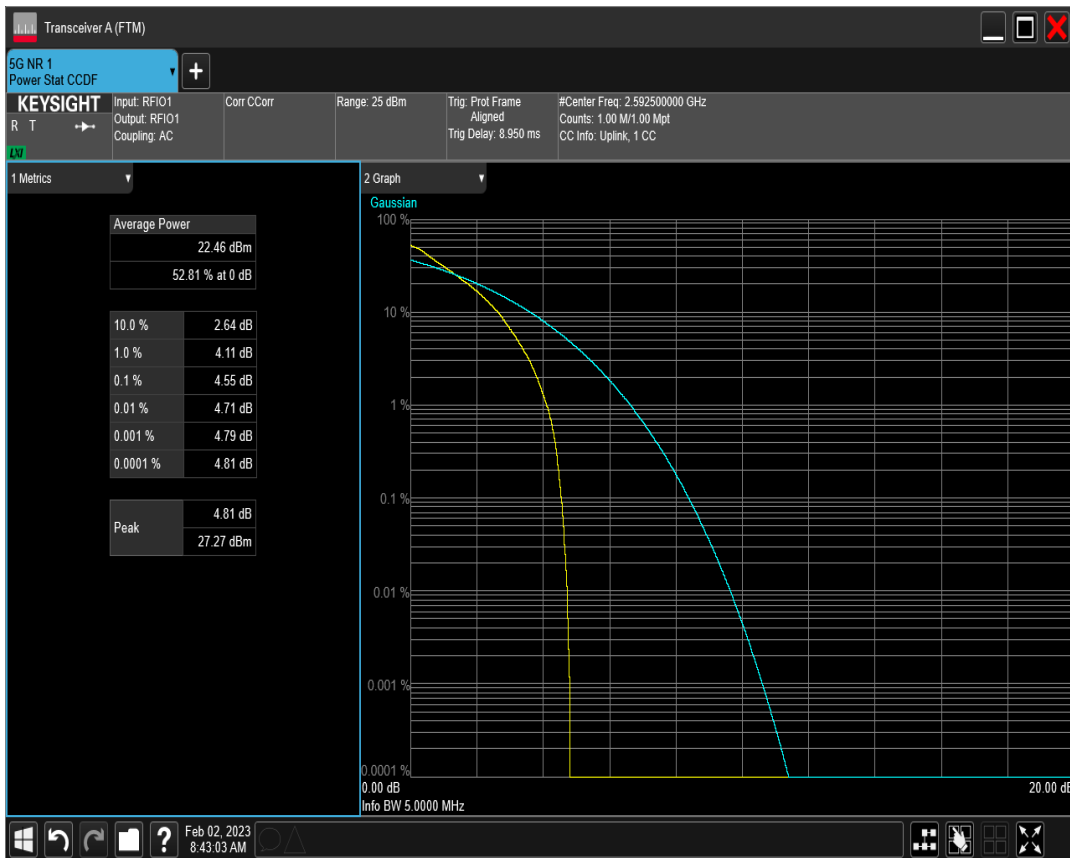 Transceiver A (FTM)
5G NR 1
Power Stat CCDF
+
KEYSIGHT
R T
LXI
Input: RFIO1
Output: RFIO1
Coupling: AC
Corr CCorr
Range: 25 dBm
Trig: Prot Frame
Aligned
Trig Delay: 8.950 ms
#Center Freq: 2.592500000 GHz
Counts: 1.00 M/1.00 Mpt
CC Info: Uplink, 1 CC
1 Metrics
Average Power
22.46 dBm
52.81 % at 0 dB
10.0 % 2.64 dB
1.0 % 4.11 dB
0.1 % 4.55 dB
0.01 % 4.71 dB
0.001 % 4.79 dB
0.0001 % 4.81 dB
Peak
4.81 dB
27.27 dBm
2 Graph
Gaussian
100 %
10 %
1 %
0.1 %
0.01 %
0.001 %
0.0001 %
0.00 dB 20.00 dB
Info BW 5.0000 MHz
?
Feb 02, 2023
8:43:03 AM